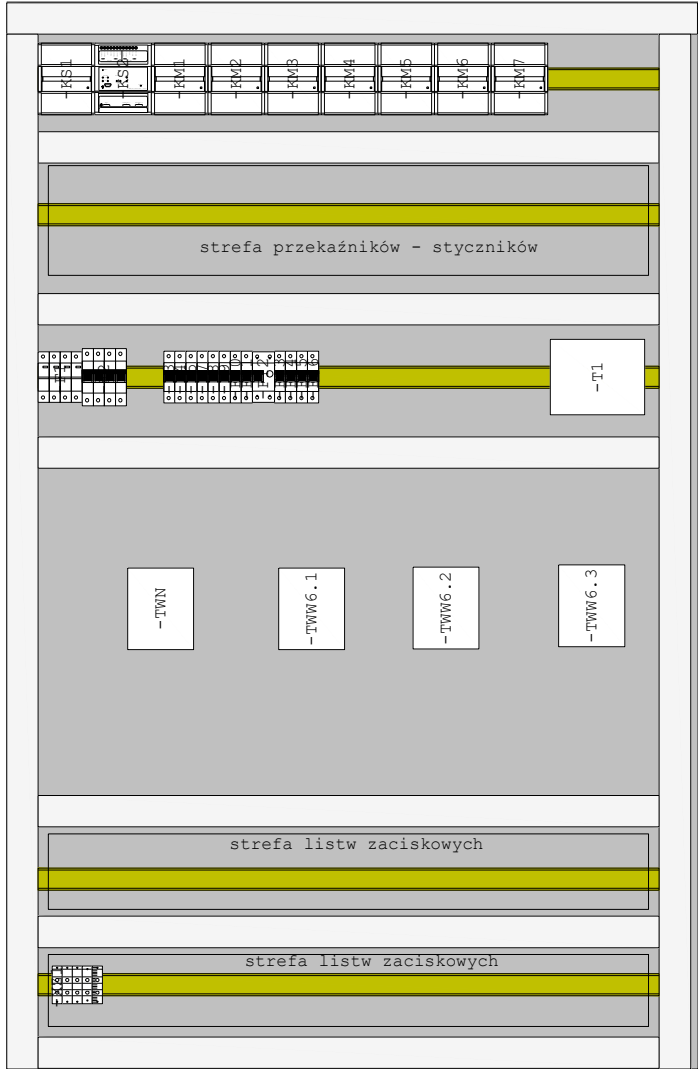 -KS1
-KS2
-KM1
-KM2
-KM3
-KM4
-KM5
-KM6
-KM7
strefa przekaźników - styczników
-T1
-TWN
-TWW6.1
-TWW6.2
-TWW6.3
strefa listw zaciskowych
strefa listw zaciskowych